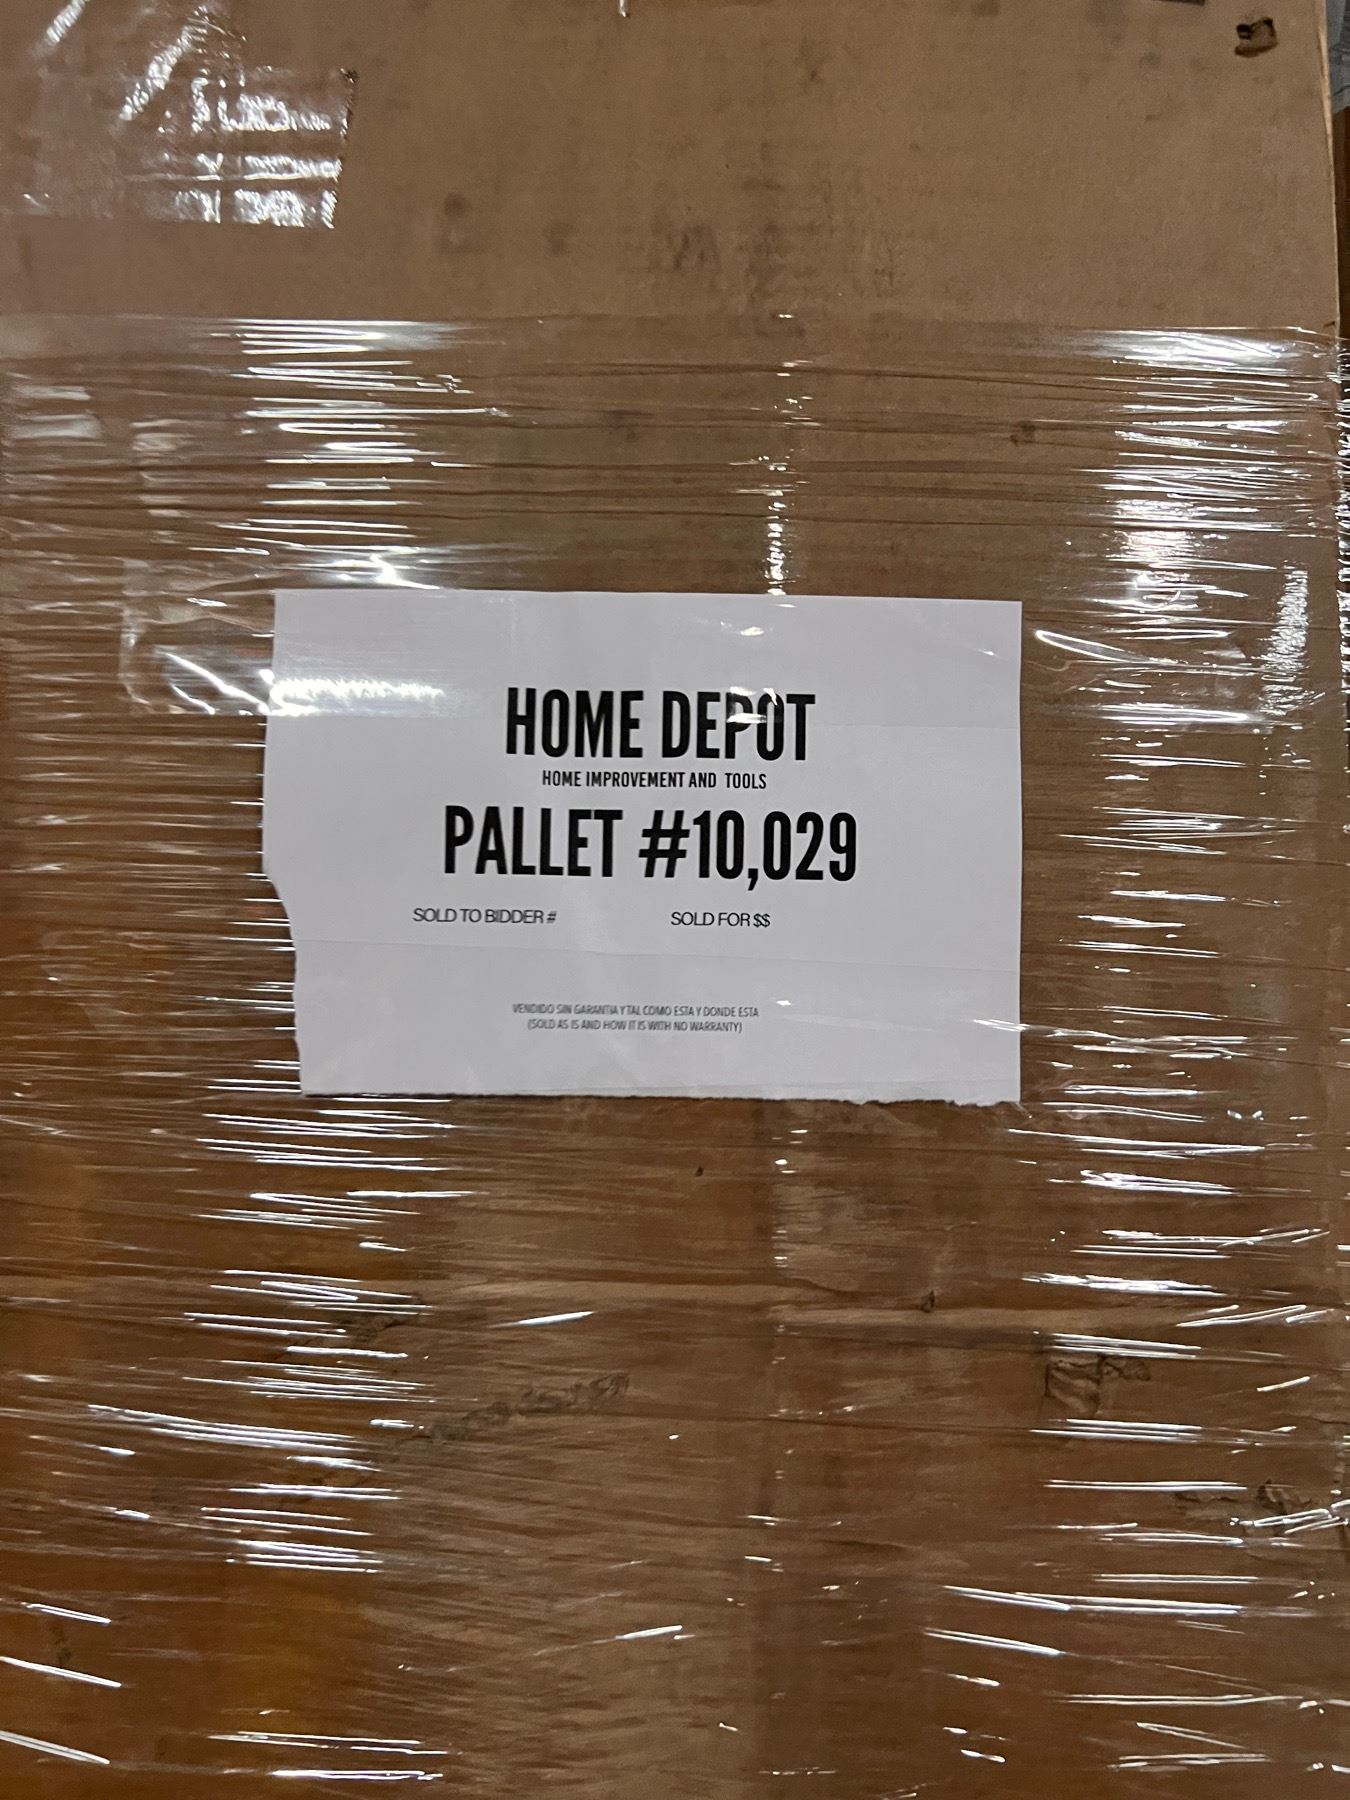 HOME DEPOT
HOME IMPROVEMENT AND TOOLS
PALLET #10,029
SOLD TO BIDDER # SOLD FOR $$
VENDIDO SIN GARANTIA Y TAL COMO ESTA Y DONDE ESTA
(SOLD AS IS AND HOW IT IS WITH NO WARRANTY)